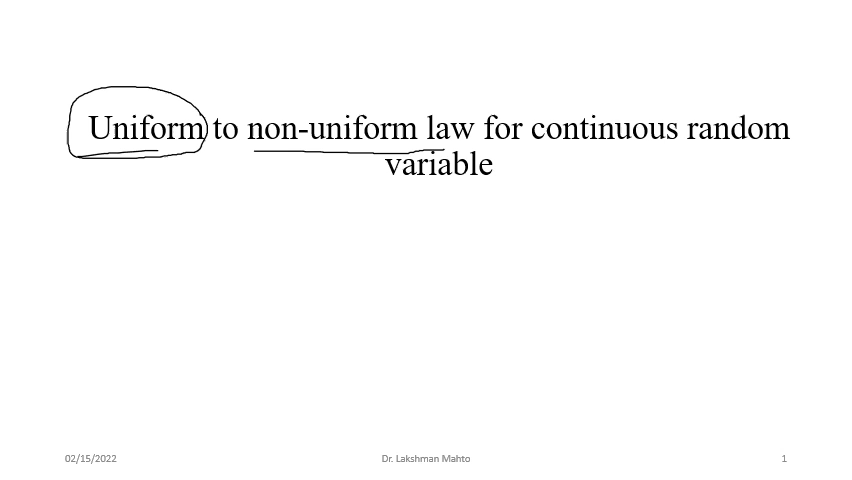 Uniform to non-uniform law for continuous random
variable
02/15/2022 Dr. Lakshman Mahto 1